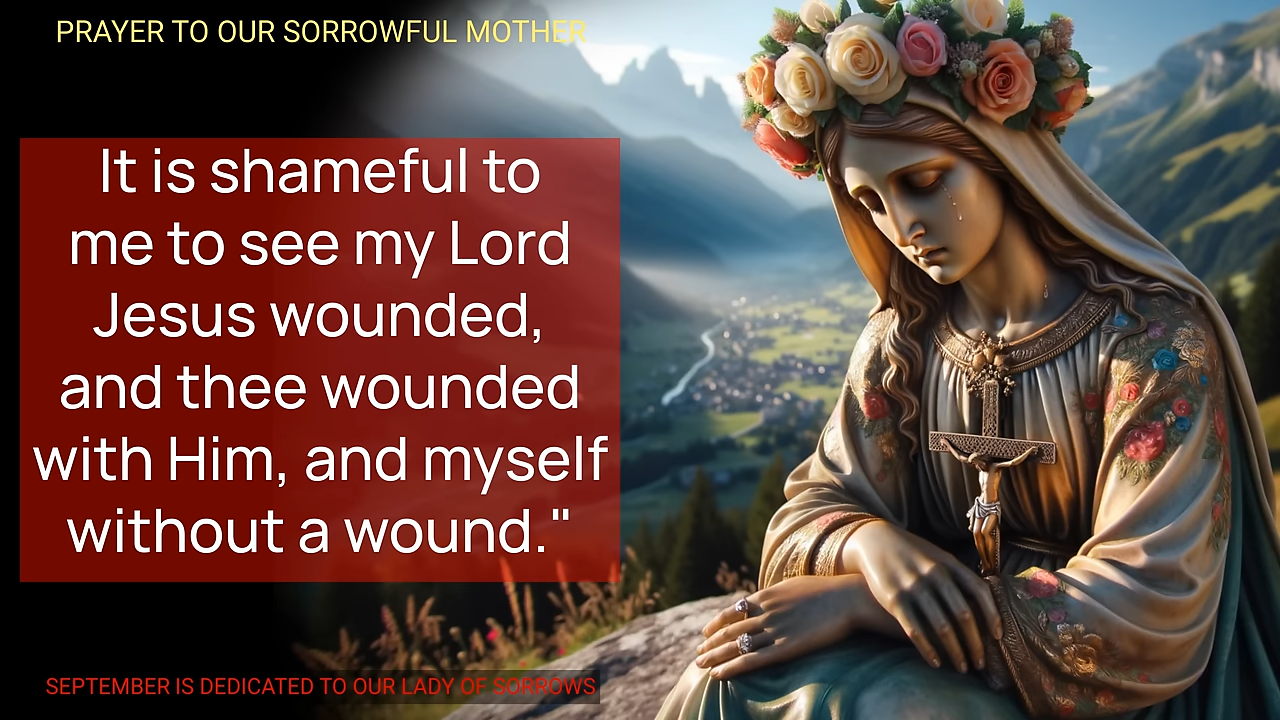 PRAYER TO OUR SORROWFUL MOTHER
It is shameful to
me to see my Lord
Jesus wounded,
and thee wounded
with Him, and myself
without a wound."
SEPTEMBER IS DEDICATED TO OUR LADY OF SORROWS